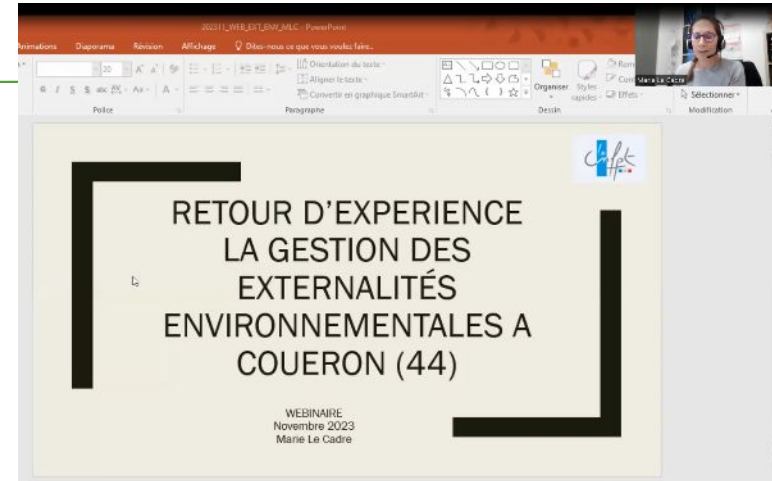 202311_WEB_EXT_ENV_MLC - PowerPoint
Animations Diaporama Révision Affichage Dites-nous ce que vous voulez faire..
20
Orientation du texte
Aligner le texte
Convertir en graphique SmartArt
Organiser Styles rapides
Effets
Marie Le Cadre
Sélectionner
Police Paragraphe Dessin Modification
cnfpt
RETOUR D'EXPERIENCE
LA GESTION DES
EXTERNALITÉS
ENVIRONNEMENTALES A
COUERON (44)
WEBINAIRE
Novembre 2023
Marie Le Cadre